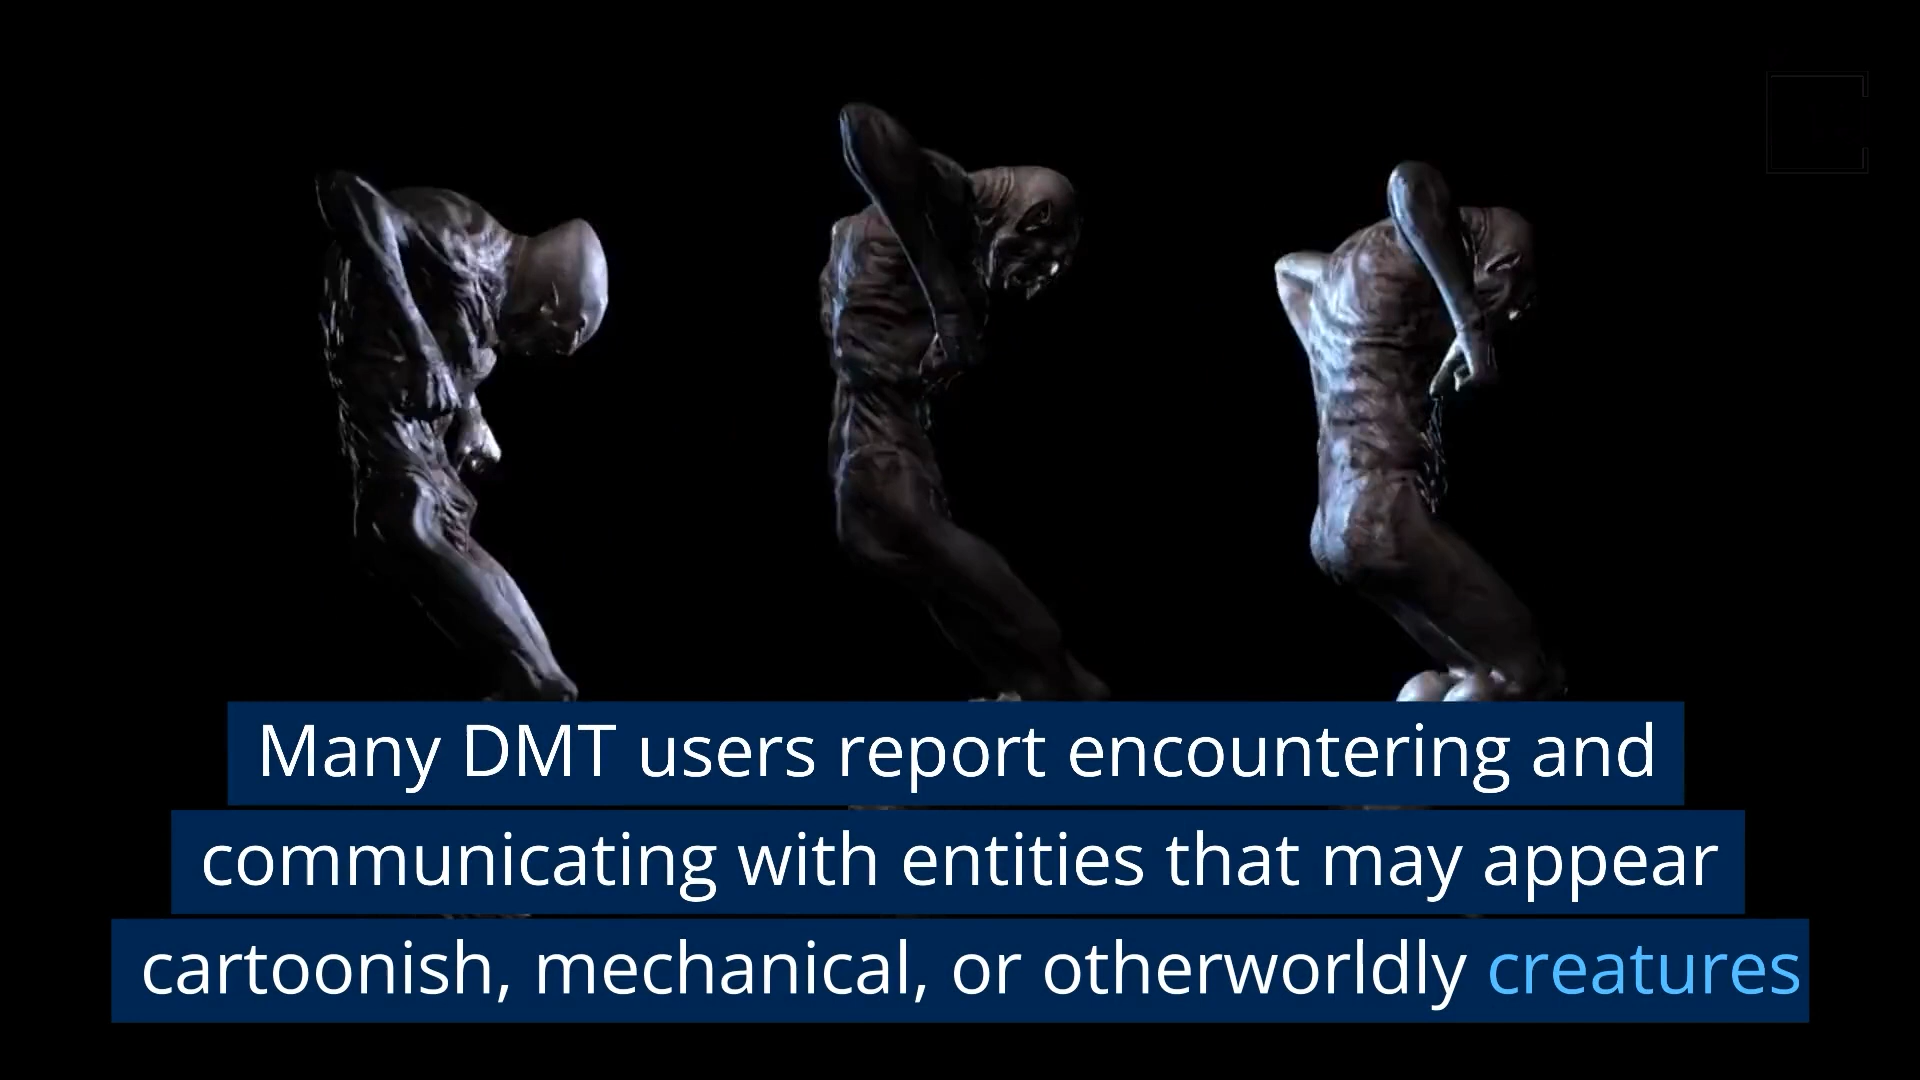 Many DMT users report encountering and
communicating with entities that may appear
cartoonish, mechanical, or otherworldly creatures